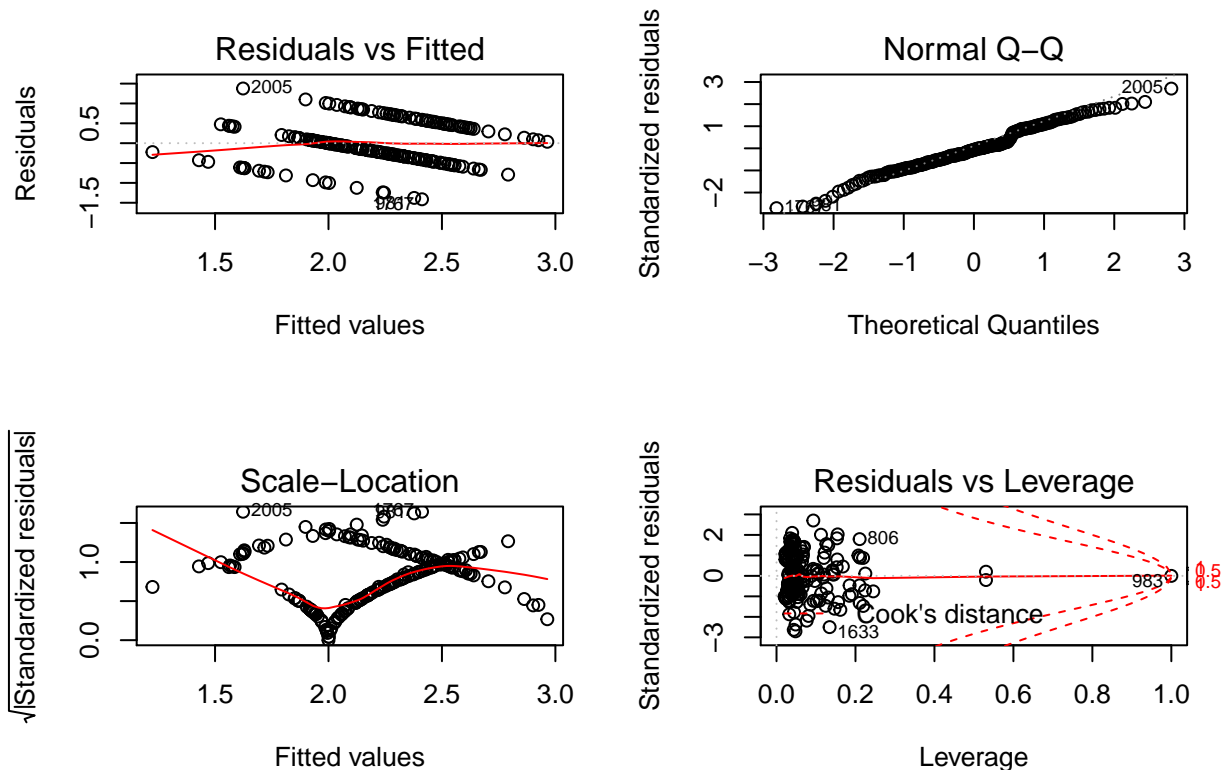 Residuals vs Fitted
Residuals
0.5
−1.5
2005
1.5 2.0 2.5 3.0
Fitted values
Normal Q−Q
Standardized residuals
3
1
−2
2005
−3 −2 −1 0 1 2 3
Theoretical Quantiles
Scale−Location
√|Standardized residuals|
1.0
0.0
2005
1.5 2.0 2.5 3.0
Fitted values
Residuals vs Leverage
Standardized residuals
2
0
−3
806
983
1633
Cook's distance
0.5
0.0 0.2 0.4 0.6 0.8 1.0
Leverage